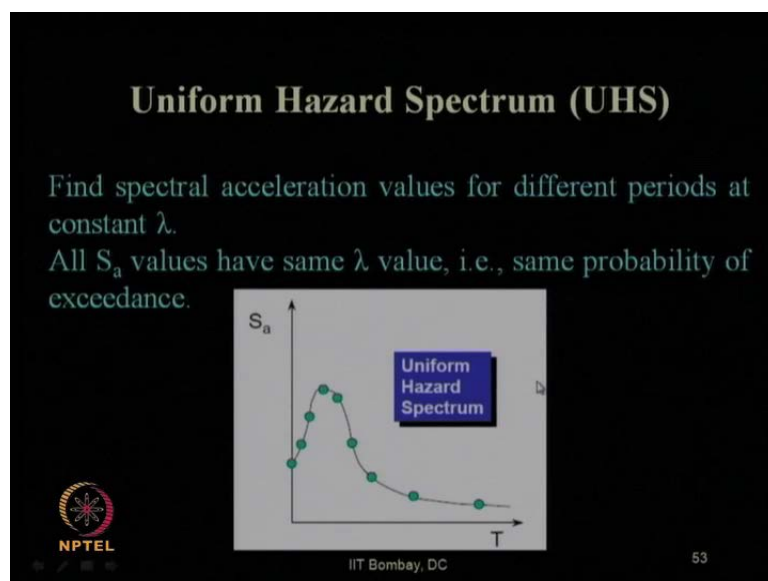 Uniform Hazard Spectrum (UHS)
Find spectral acceleration values for different periods at
constant λ.
All Sa values have same λ value, i.e., same probability of
exceedance.
Sa
Uniform
Hazard
Spectrum
T
NPTEL
IIT Bombay, DC
53